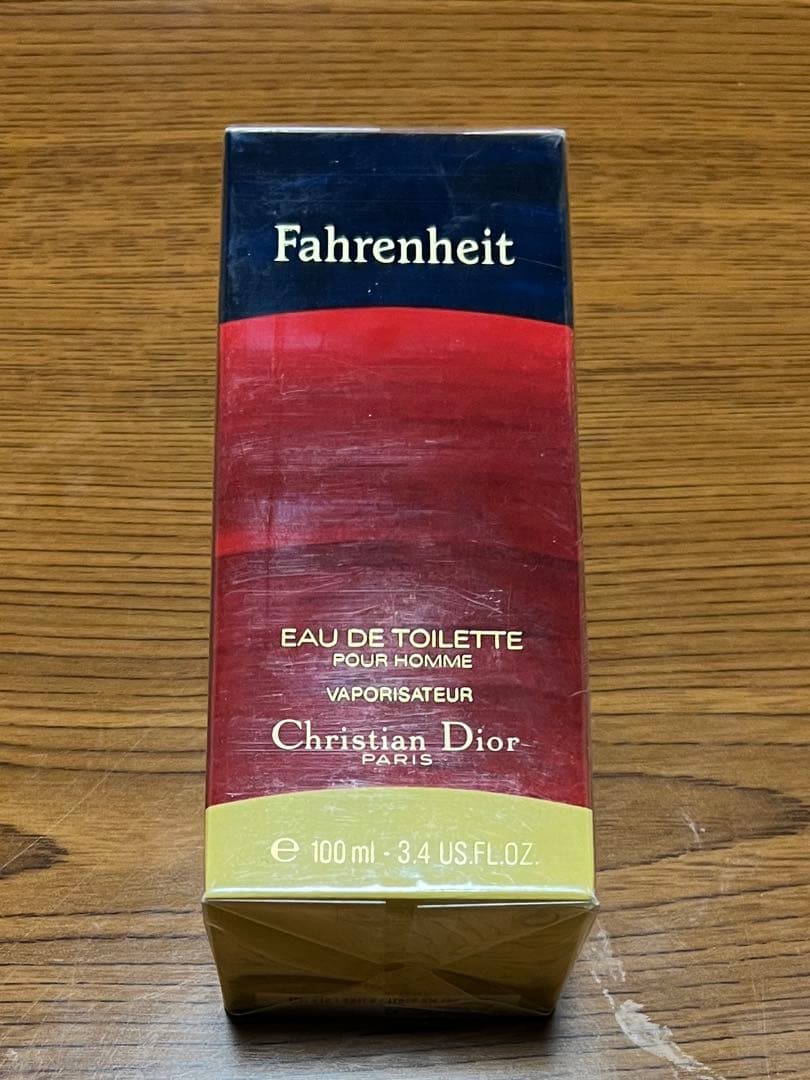 Fahrenheit
EAU DE TOILETTE
POUR HOMME
VAPORISATEUR
Christian Dior
PARIS
℮ 100 ml - 3.4 US.FL.OZ.